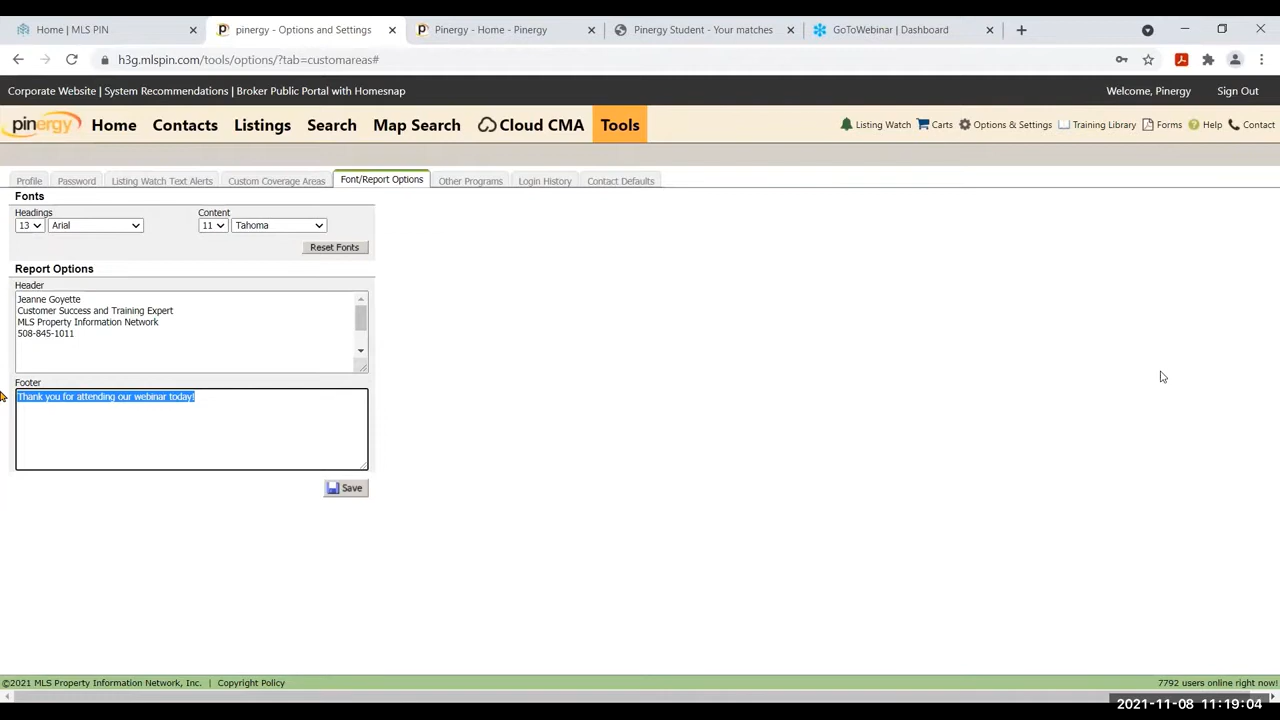 Home | MLS PIN
pinergy - Options and Settings
Pinergy - Home - Pinergy
Pinergy Student - Your matches
GoToWebinar | Dashboard
h3g.mlspin.com/tools/options/?tab=customareas#
Corporate Website | System Recommendations | Broker Public Portal with Homesnap
Welcome, Pinergy
Sign Out
pinergy
Home
Contacts
Listings
Search
Map Search
Cloud CMA
Tools
Listing Watch
Carts
Options & Settings
Training Library
Forms
Help
Contact
Profile
Password
Listing Watch Text Alerts
Custom Coverage Areas
Font/Report Options
Other Programs
Login History
Contact Defaults
Fonts
Headings
Content
13
Arial
11
Tahoma
Reset Fonts
Report Options
Header
Jeanne Goyette
Customer Success and Training Expert
MLS Property Information Network
508-845-1011
Footer
Thank you for attending our webinar today!
Save
©2021 MLS Property Information Network, Inc. | Copyright Policy
7792 users online right now!
2021-11-08 11:19:04